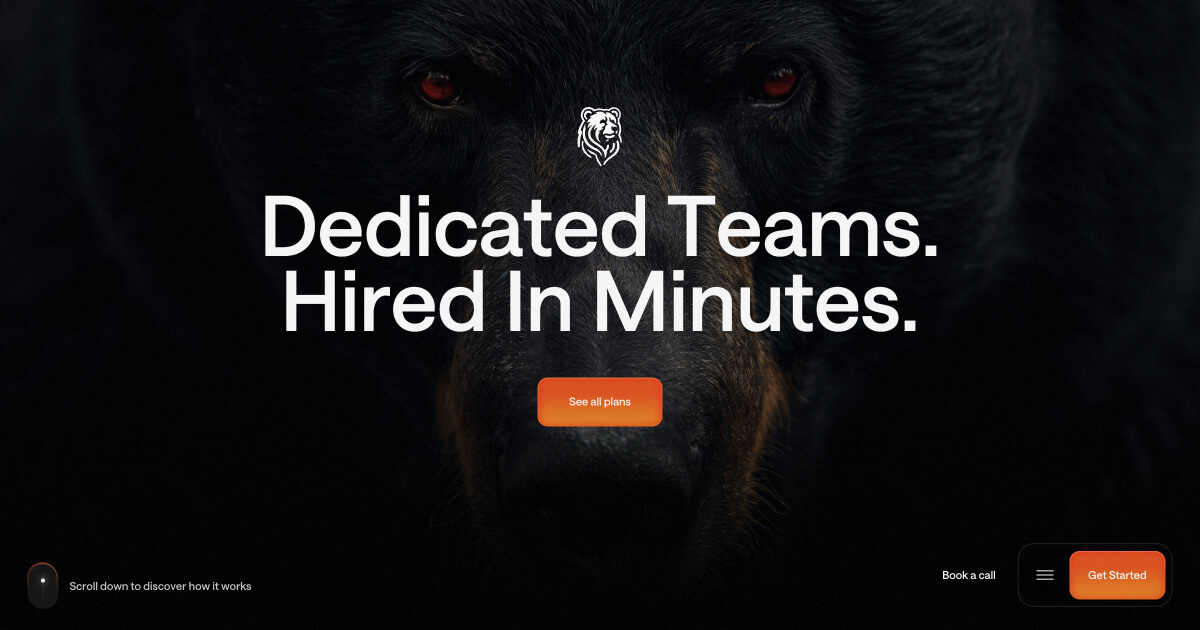 Dedicated Teams.
Hired In Minutes.
See all plans
Scroll down to discover how it works
Book a call
Get Started